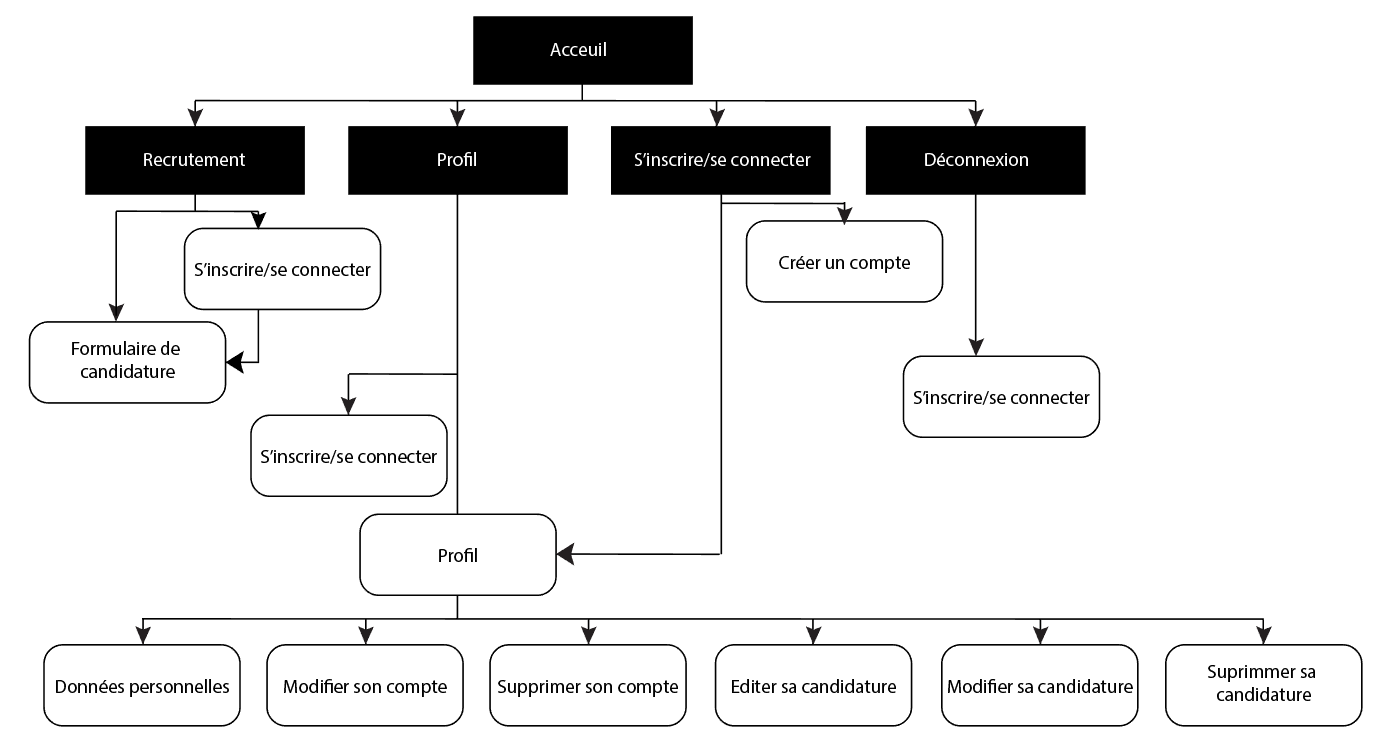 Acceuil
Recrutement
Profil
S'inscrire/se connecter
Déconnexion
S'inscrire/se connecter
Créer un compte
Formulaire de
candidature
S'inscrire/se connecter
S'inscrire/se connecter
Profil
Données personnelles
Modifier son compte
Supprimer son compte
Editer sa candidature
Modifier sa candidature
Suprimmer sa
candidature